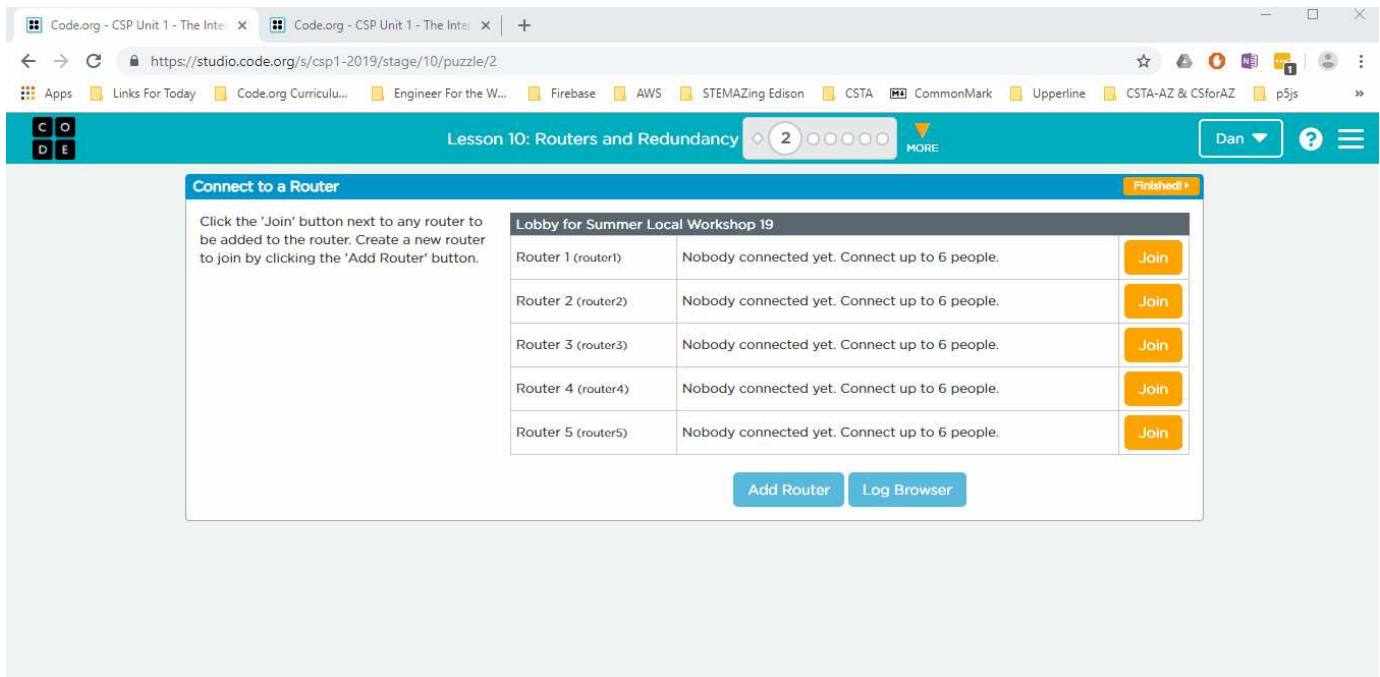 Code.org - CSP Unit 1 - The Inter
Code.org - CSP Unit 1 - The Inte
https://studio.code.org/s/csp1-2019/stage/10/puzzle/2
1
Apps Links For Today Code.org Curriculu... Engineer For the W... Firebase AWS STEMAZing Edison CSTA M↓ CommonMark Upperline CSTA-AZ & CSforAZ p5js »
C O
D E
Lesson 10: Routers and Redundancy 2 MORE Dan ?
Connect to a Router Finished!
Click the 'Join' button next to any router to
be added to the router. Create a new router
to join by clicking the 'Add Router' button.
Lobby for Summer Local Workshop 19
Router 1 (router1) Nobody connected yet. Connect up to 6 people. Join
Router 2 (router2) Nobody connected yet. Connect up to 6 people. Join
Router 3 (router3) Nobody connected yet. Connect up to 6 people. Join
Router 4 (router4) Nobody connected yet. Connect up to 6 people. Join
Router 5 (router5) Nobody connected yet. Connect up to 6 people. Join
Add Router Log Browser